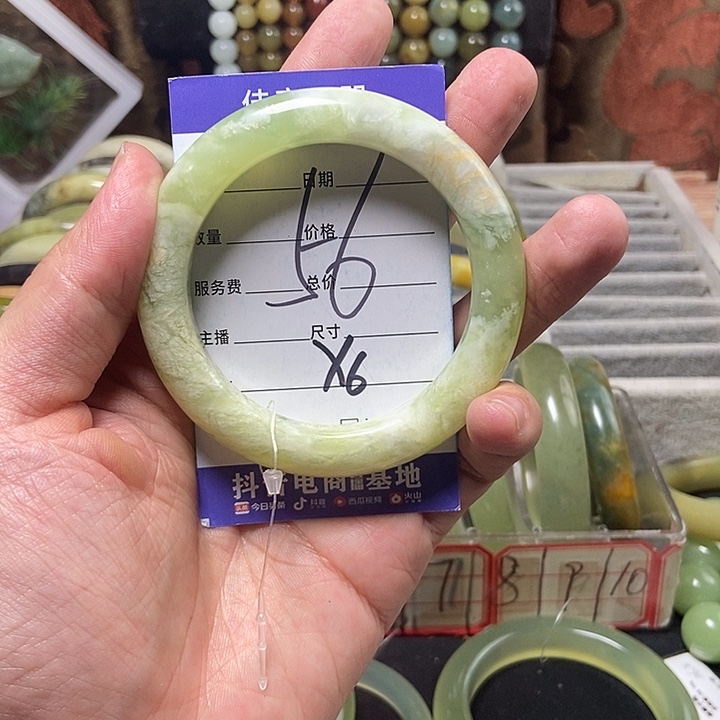 日期
数量 价格
56
服务费 总价
主播 尺寸
X6
抖音电商 基地
今日头条 抖音 西瓜视频 火山
7 8 9 10